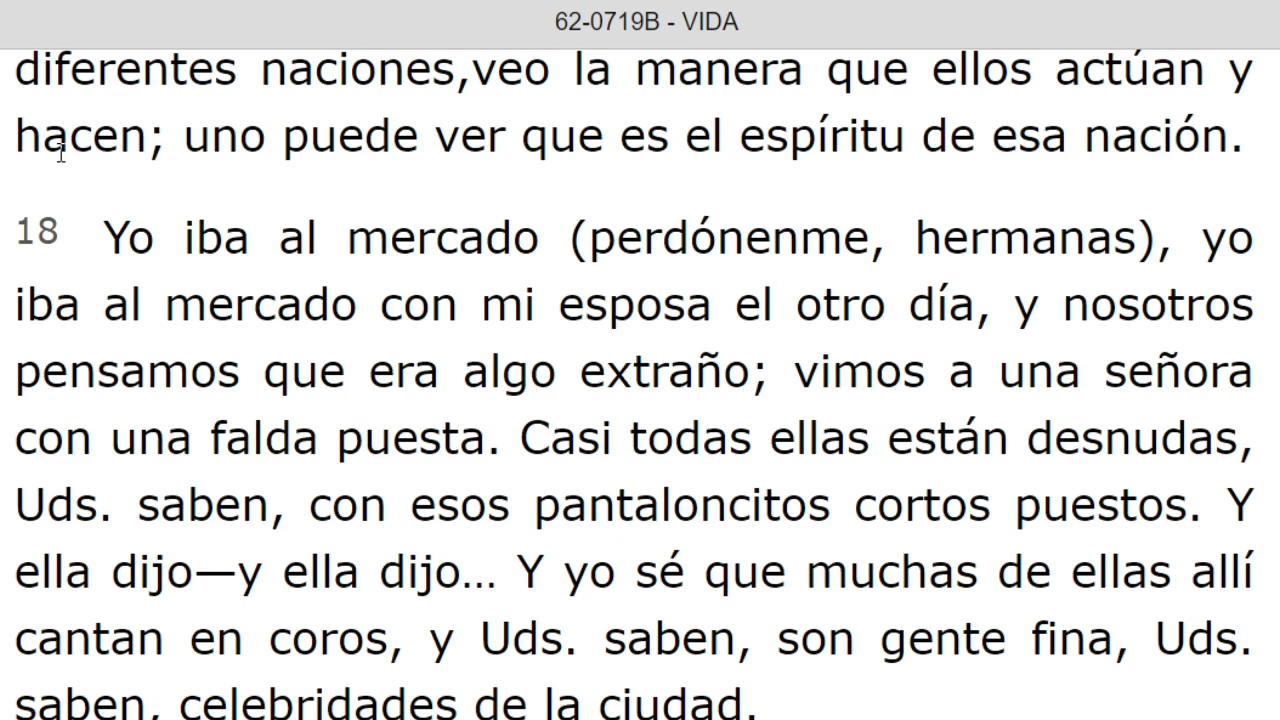 62-0719B - VIDA
diferentes naciones,veo la manera que ellos actúan y
hacen; uno puede ver que es el espíritu de esa nación.
18 Yo iba al mercado (perdónenme, hermanas), yo
iba al mercado con mi esposa el otro día, y nosotros
pensamos que era algo extraño; vimos a una señora
con una falda puesta. Casi todas ellas están desnudas,
Uds. saben, con esos pantaloncitos cortos puestos. Y
ella dijo—y ella dijo... Y yo sé que muchas de ellas allí
cantan en coros, y Uds. saben, son gente fina, Uds.
saben, celebridades de la ciudad.